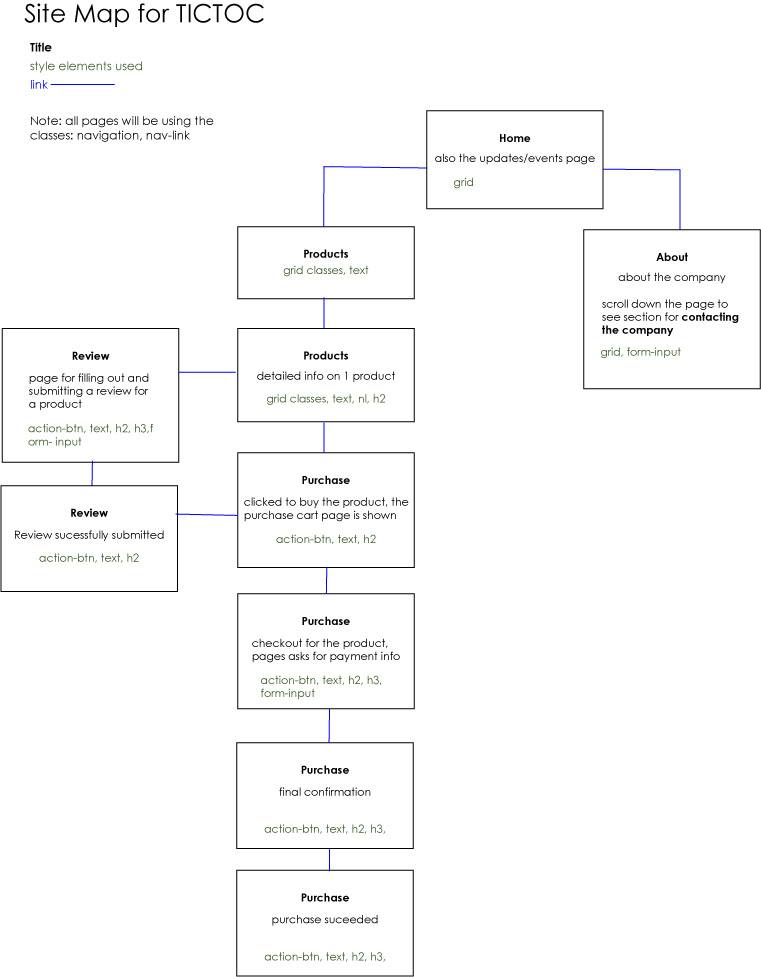 Site Map for TICTOC
Title
style elements used
link
Note: all pages will be using the
classes: navigation, nav-link
Home
also the updates/events page
grid
Products
grid classes, text
About
about the company
scroll down the page to
see section for contacting
the company
grid, form-input
Review
page for filling out and
submitting a review for
a product
action-btn, text, h2, h3,f
orm- input
Products
detailed info on 1 product
grid classes, text, nl, h2
Review
Review sucessfully submitted
action-btn, text, h2
Purchase
clicked to buy the product, the
purchase cart page is shown
action-btn, text, h2
Purchase
checkout for the product,
pages asks for payment info
action-btn, text, h2, h3,
form-input
Purchase
final confirmation
action-btn, text, h2, h3,
Purchase
purchase suceeded
action-btn, text, h2, h3,